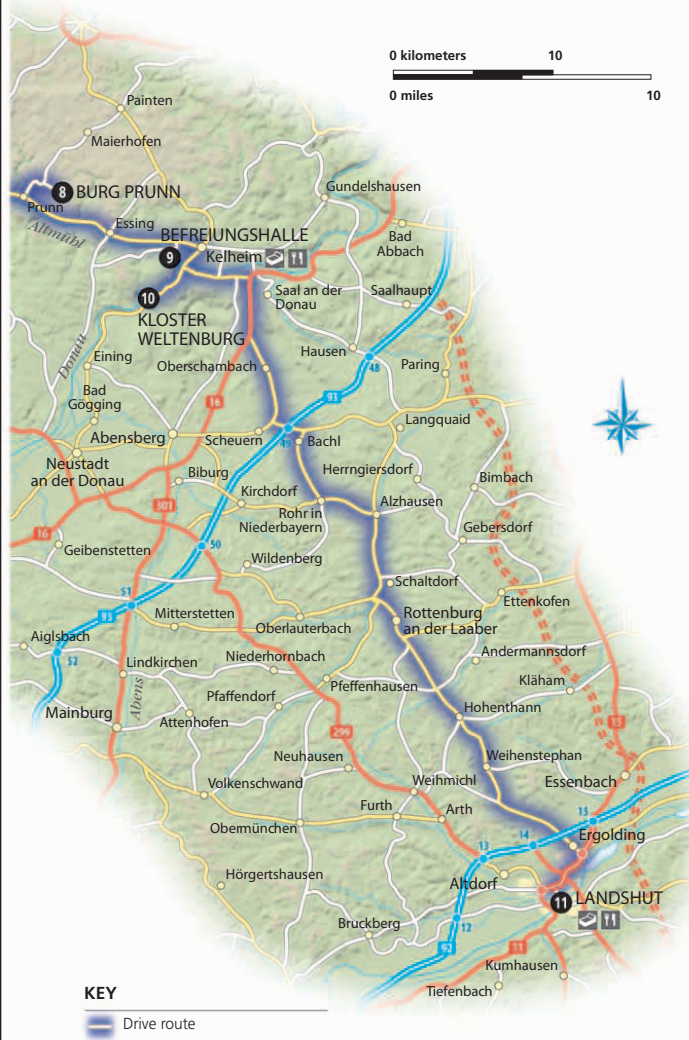 0 kilometers 10
0 miles 10
Painten
Maierhofen
8 BURG PRUNN
Prunn
Gundelshausen
Altmühl
Essing
BEFREIUNGSHALLE
9
Kelheim
Bad
Abbach
10
KLOSTER
WELTENBURG
Saal an der
Donau
Saalhaupt
Donau
Eining
Oberschambach
Hausen
48
Paring
Bad
Gögging
16
93
Abensberg
Scheuern
49
Bachl
Langquaid
Neustadt
an der Donau
Biburg
Herrngiersdorf
Bimbach
301
Kirchdorf
Rohr in
Niederbayern
Alzhausen
16
Geibenstetten
50
Gebersdorf
Wildenberg
51
Schaltdorf
93
Mitterstetten
Oberlauterbach
Rottenburg
an der Laaber
Ettenkofen
Aiglsbach
52
Lindkirchen
Niederhornbach
Andermannsdorf
Abens
Pfaffendorf
Pfeffenhausen
Kläham
Mainburg
Attenhofen
Hohenthann
15
299
Neuhausen
Weihenstephan
Volkenschwand
Weihmichl
Essenbach
Furth
Arth
15
Obermünchen
14
Ergolding
13
Hörgertshausen
Altdorf
11 LANDSHUT
Bruckberg
12
92
11
Kumhausen
Tiefenbach
KEY
Drive route